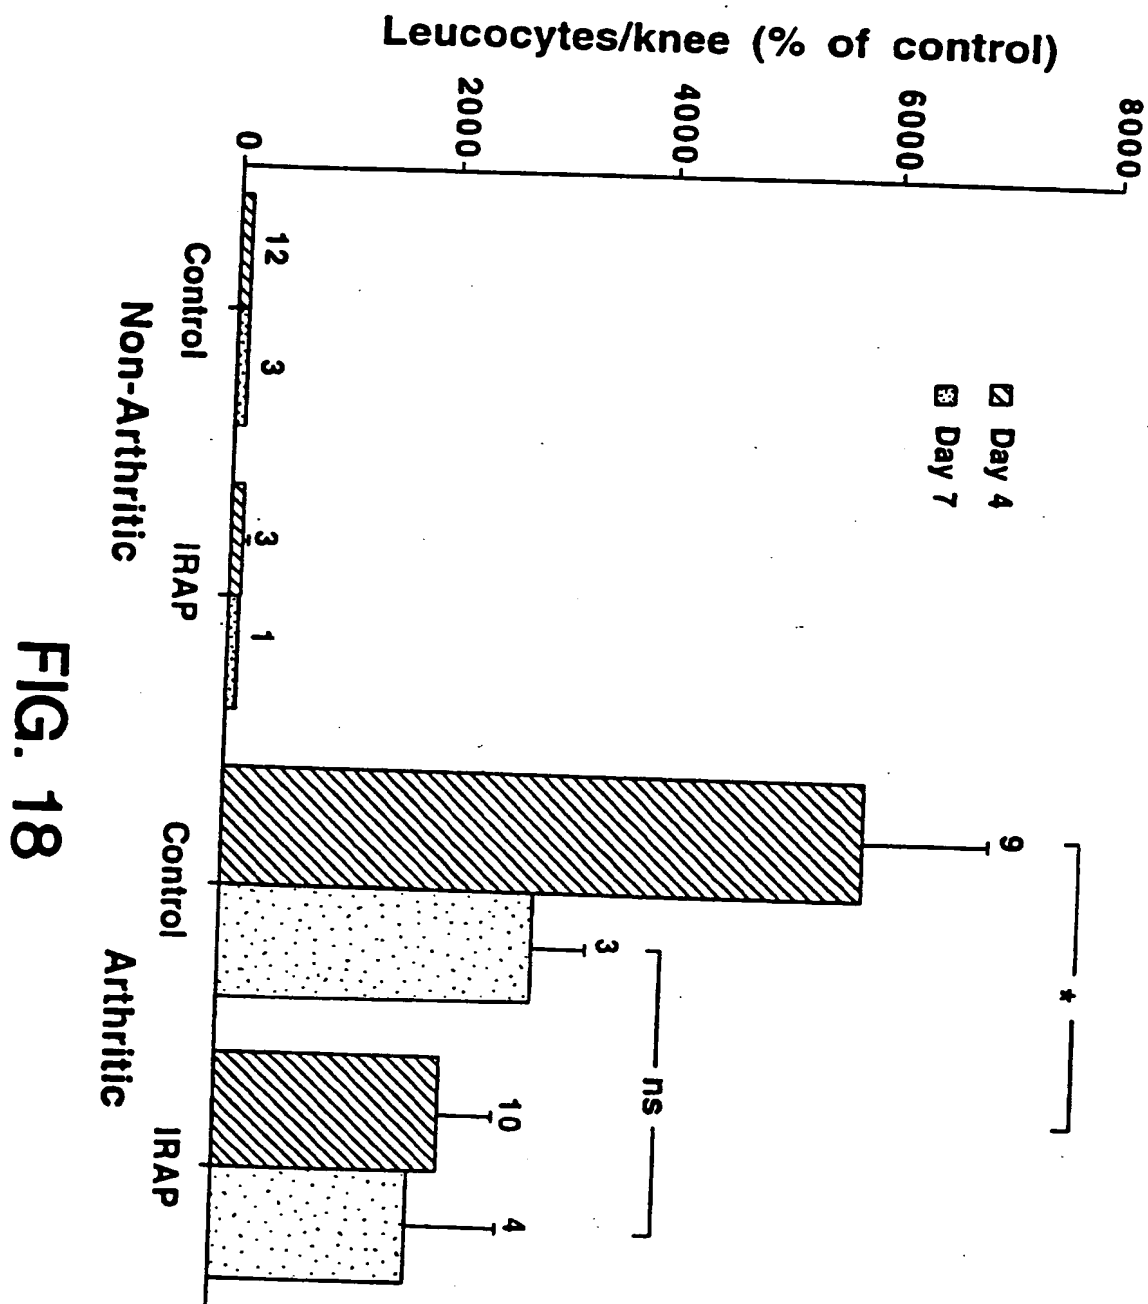 Leucocytes/knee (% of control)
8000
6000
4000
2000
0
Day 4
Day 7
12
3
3
1
9
3
10
4
*
ns
Control
IRAP
Control
IRAP
Non-Arthritic
Arthritic
FIG. 18